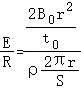 E/R = (2B₀r²/t₀)/(ρ 2πr/S)